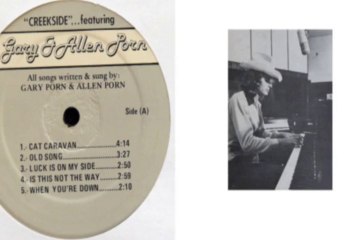 "CREEKSIDE"...featuring
Gary & Allen Porn
All songs written & sung by:
GARY PORN & ALLEN PORN
Side (A)
1.- CAT CARAVAN..............4:14
2.- OLD SONG..................3:27
3.- LUCK IS ON MY SIDE.......2:50
4.- IS THIS NOT THE WAY.....2:59
5.- WHEN YOU'RE DOWN.......2:10